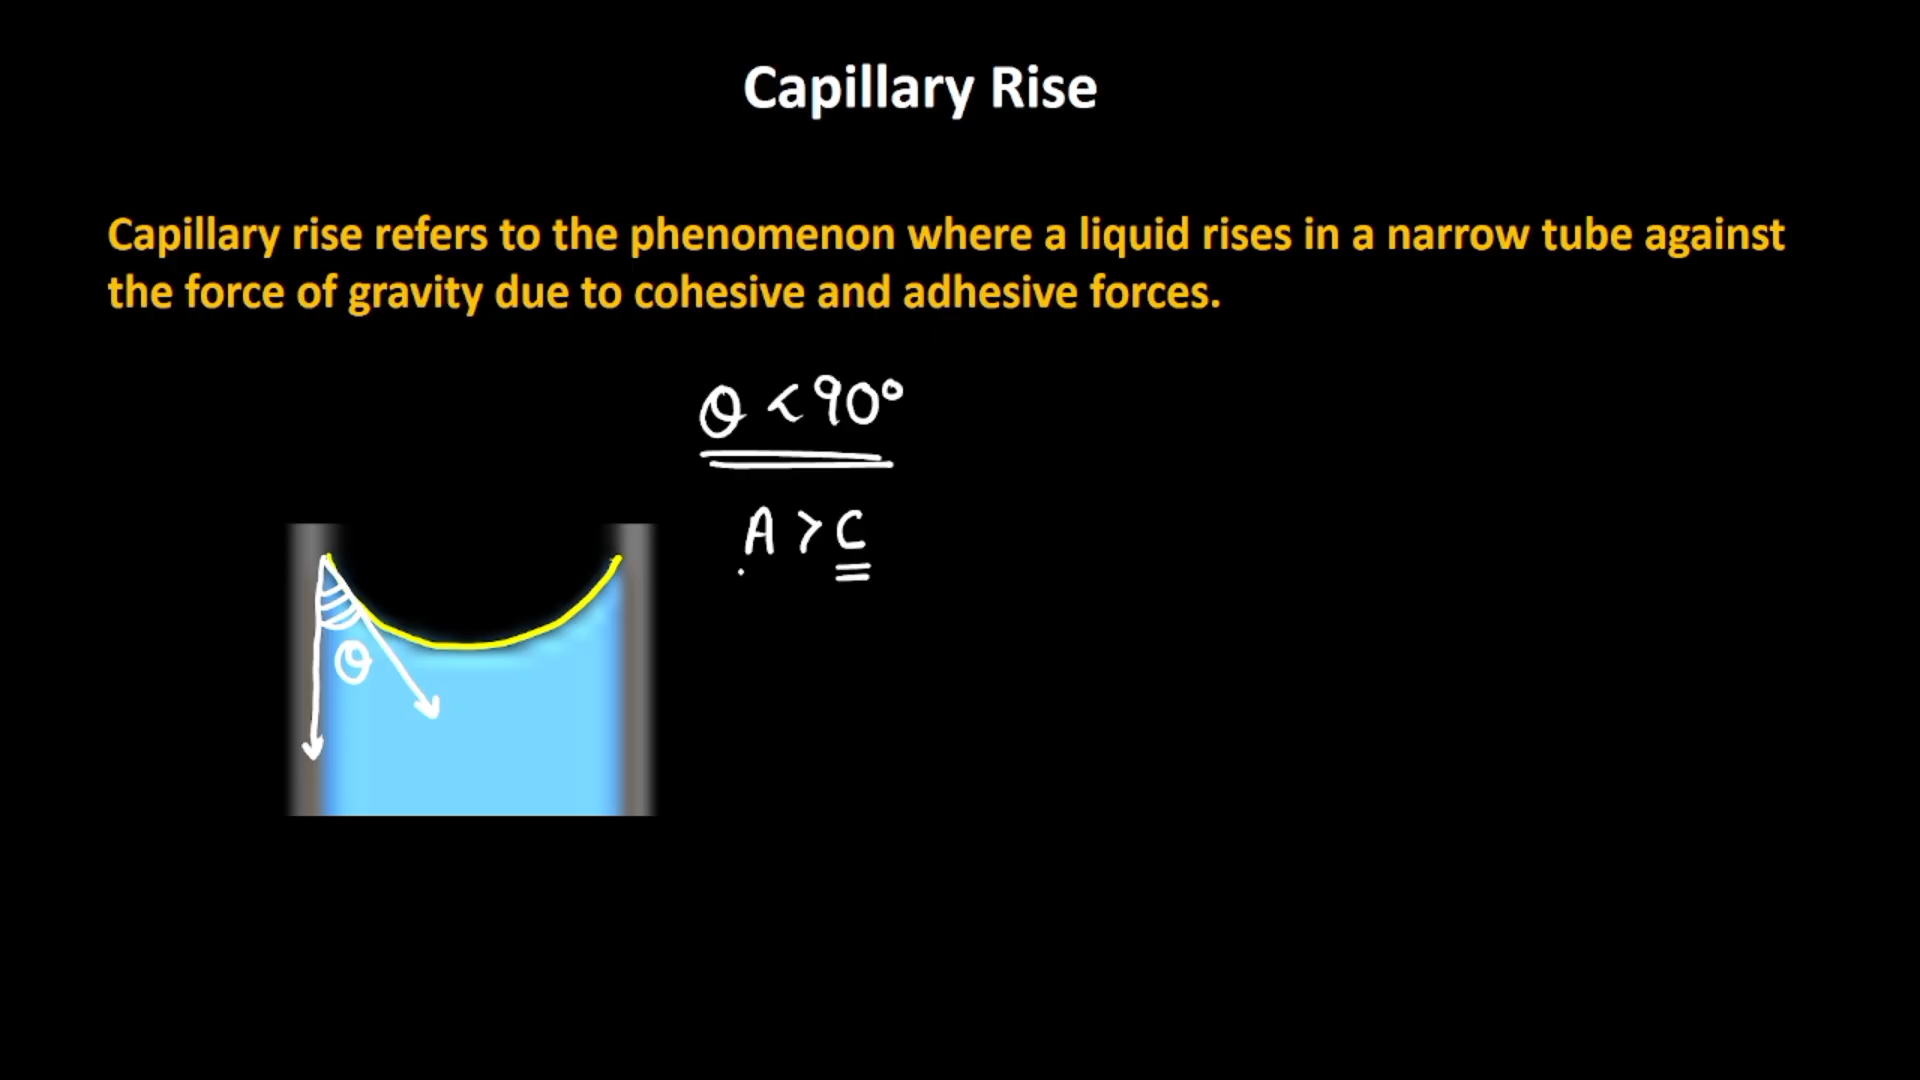 Capillary Rise
Capillary rise refers to the phenomenon where a liquid rises in a narrow tube against
the force of gravity due to cohesive and adhesive forces.
θ < 90°
A > C
θ